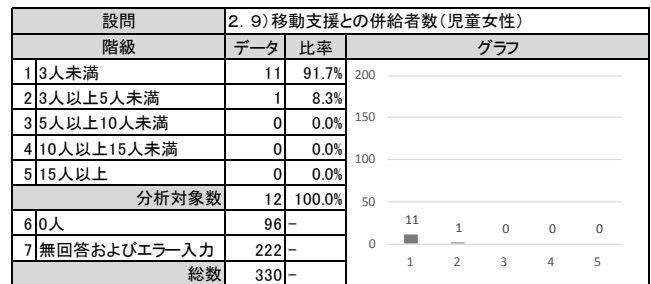 設問 2．9）移動支援との併給者数（児童女性）
階級 データ 比率 グラフ
1 3人未満 11 91.7%
2 3人以上5人未満 1 8.3%
3 5人以上10人未満 0 0.0%
4 10人以上15人未満 0 0.0%
5 15人以上 0 0.0%
分析対象数 12 100.0%
6 0人 96 －
7 無回答およびエラー入力 222 －
総数 330 －
200
150
100
50
0
11 1 0 0 0
1 2 3 4 5